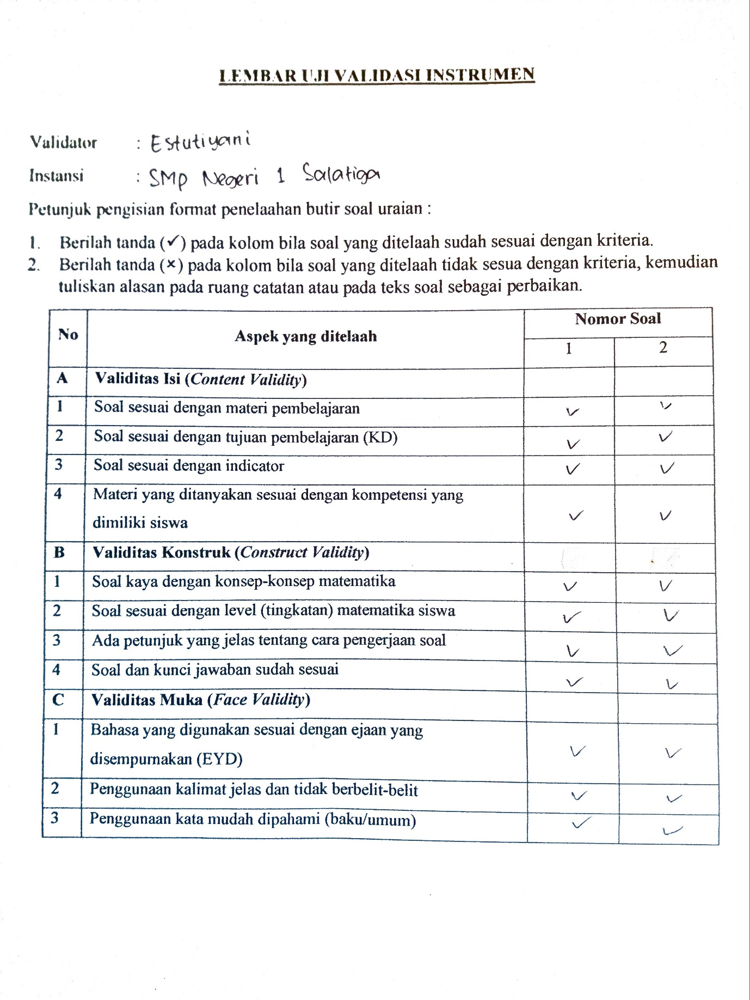 LEMBAR UJI VALIDASI INSTRUMEN
Validator : Estutiyani
Instansi : SMP Negeri 1 Salatiga
Petunjuk pengisian format penelaahan butir soal uraian :
1. Berilah tanda (✓) pada kolom bila soal yang ditelaah sudah sesuai dengan kriteria.
2. Berilah tanda (×) pada kolom bila soal yang ditelaah tidak sesua dengan kriteria, kemudian
tuliskan alasan pada ruang catatan atau pada teks soal sebagai perbaikan.
No Aspek yang ditelaah Nomor Soal
1 2
A Validitas Isi (Content Validity)
1 Soal sesuai dengan materi pembelajaran ✓ ✓
2 Soal sesuai dengan tujuan pembelajaran (KD) ✓ ✓
3 Soal sesuai dengan indicator ✓ ✓
4 Materi yang ditanyakan sesuai dengan kompetensi yang
dimiliki siswa ✓ ✓
B Validitas Konstruk (Construct Validity)
1 Soal kaya dengan konsep-konsep matematika ✓ ✓
2 Soal sesuai dengan level (tingkatan) matematika siswa ✓ ✓
3 Ada petunjuk yang jelas tentang cara pengerjaan soal ✓ ✓
4 Soal dan kunci jawaban sudah sesuai ✓ ✓
C Validitas Muka (Face Validity)
1 Bahasa yang digunakan sesuai dengan ejaan yang
disempurnakan (EYD) ✓ ✓
2 Penggunaan kalimat jelas dan tidak berbelit-belit ✓ ✓
3 Penggunaan kata mudah dipahami (baku/umum) ✓ ✓